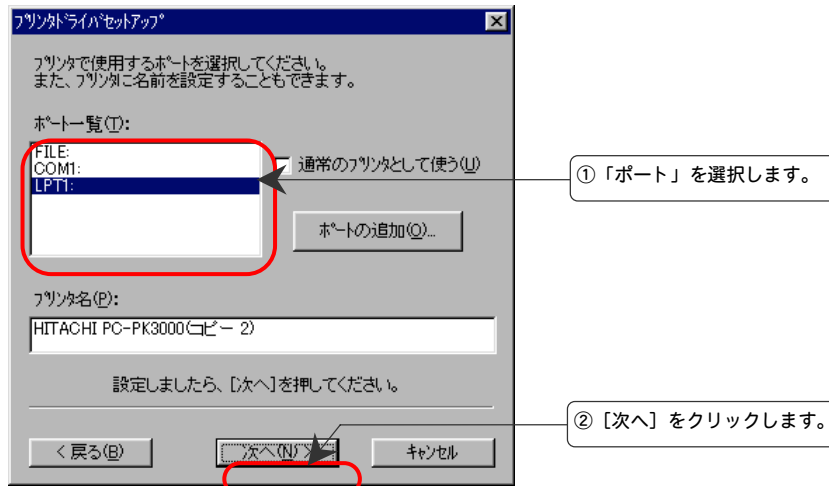 プリンタドライバセットアップ
プリンタで使用するポートを選択してください。
また、プリンタに名前を設定することもできます。
ポート一覧(T):
FILE:
COM1:
LPT1:
通常のプリンタとして使う(U)
①「ポート」を選択します。
ポートの追加(O)...
プリンタ名(P):
HITACHI PC-PK3000(コピー 2)
設定しましたら、[次へ]を押してください。
②［次へ］をクリックします。
< 戻る(B)
次へ(N) >
キャンセル